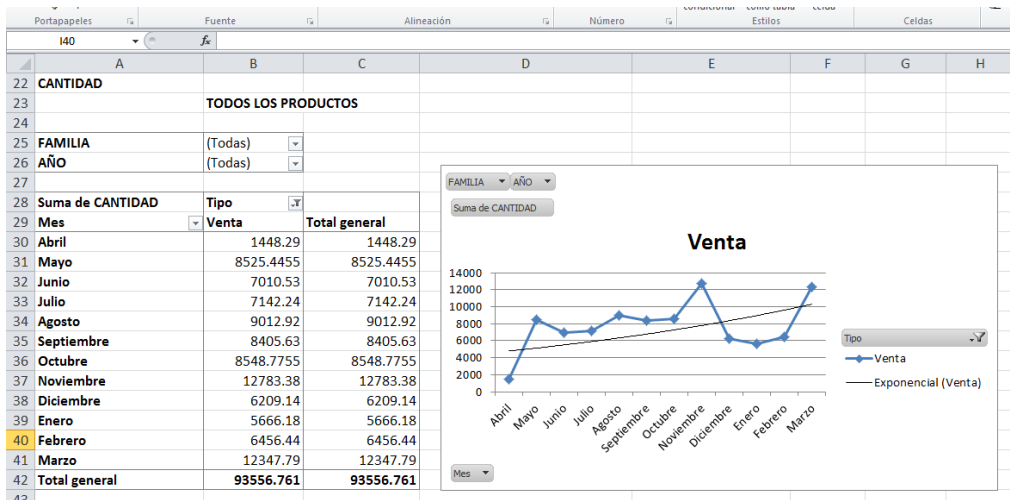 Portapapeles Fuente Alineación Número Estilos Celdas
I40 fx
A B C D E F G H
22 CANTIDAD
23 TODOS LOS PRODUCTOS
24
25 FAMILIA (Todas)
26 AÑO (Todas)
27
28 Suma de CANTIDAD Tipo
29 Mes Venta Total general
30 Abril 1448.29 1448.29
31 Mayo 8525.4455 8525.4455
32 Junio 7010.53 7010.53
33 Julio 7142.24 7142.24
34 Agosto 9012.92 9012.92
35 Septiembre 8405.63 8405.63
36 Octubre 8548.7755 8548.7755
37 Noviembre 12783.38 12783.38
38 Diciembre 6209.14 6209.14
39 Enero 5666.18 5666.18
40 Febrero 6456.44 6456.44
41 Marzo 12347.79 12347.79
42 Total general 93556.761 93556.761
43
FAMILIA AÑO
Suma de CANTIDAD
Venta
14000
12000
10000
8000
6000
4000
2000
0
Abril Mayo Junio Julio Agosto Septiembre Octubre Noviembre Diciembre Enero Febrero Marzo
Tipo
Venta
Exponencial (Venta)
Mes